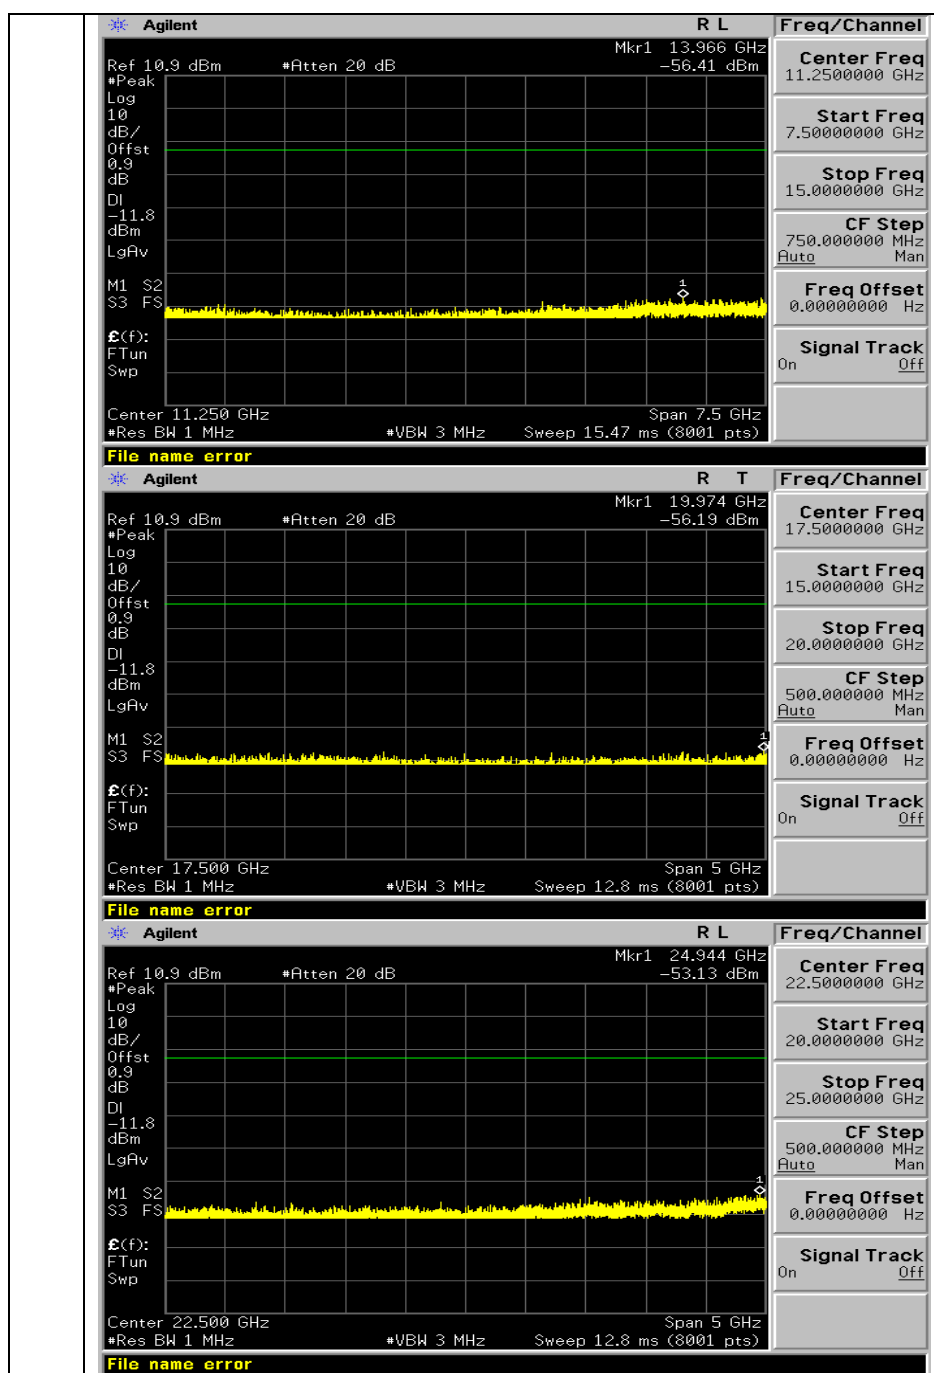 Agilent R L Freq/Channel
Mkr1 13.966 GHz
Ref 10.9 dBm #Atten 20 dB -56.41 dBm
#Peak
Log
10
dB/
Offst
0.9
dB
DI
-11.8
dBm
LgAv
M1 S2
S3 FS
£(f):
FTun
Swp
1
Center 11.250 GHz Span 7.5 GHz
#Res BW 1 MHz #VBW 3 MHz Sweep 15.47 ms (8001 pts)
Center Freq
11.2500000 GHz
Start Freq
7.50000000 GHz
Stop Freq
15.0000000 GHz
CF Step
750.000000 MHz
Auto Man
Freq Offset
0.00000000 Hz
Signal Track
On Off
File name error
Agilent R T Freq/Channel
Mkr1 19.974 GHz
Ref 10.9 dBm #Atten 20 dB -56.19 dBm
#Peak
Log
10
dB/
Offst
0.9
dB
DI
-11.8
dBm
LgAv
M1 S2
S3 FS
£(f):
FTun
Swp
1
Center 17.500 GHz Span 5 GHz
#Res BW 1 MHz #VBW 3 MHz Sweep 12.8 ms (8001 pts)
Center Freq
17.5000000 GHz
Start Freq
15.0000000 GHz
Stop Freq
20.0000000 GHz
CF Step
500.000000 MHz
Auto Man
Freq Offset
0.00000000 Hz
Signal Track
On Off
File name error
Agilent R L Freq/Channel
Mkr1 24.944 GHz
Ref 10.9 dBm #Atten 20 dB -53.13 dBm
#Peak
Log
10
dB/
Offst
0.9
dB
DI
-11.8
dBm
LgAv
M1 S2
S3 FS
£(f):
FTun
Swp
1
Center 22.500 GHz Span 5 GHz
#Res BW 1 MHz #VBW 3 MHz Sweep 12.8 ms (8001 pts)
Center Freq
22.5000000 GHz
Start Freq
20.0000000 GHz
Stop Freq
25.0000000 GHz
CF Step
500.000000 MHz
Auto Man
Freq Offset
0.00000000 Hz
Signal Track
On Off
File name error